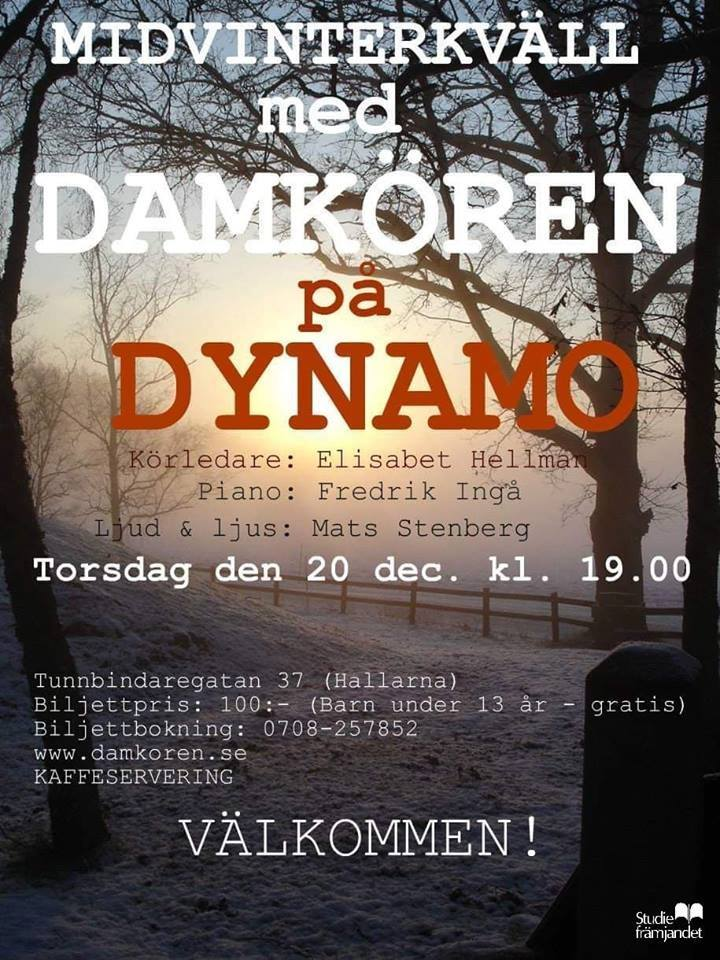 MIDVINTERKVÄLL
med
DAMKÖREN
på
DYNAMO
Körledare: Elisabet Hellman
Piano: Fredrik Ingå
Ljud & ljus: Mats Stenberg
Torsdag den 20 dec. kl. 19.00
Tunnbindaregatan 37 (Hallarna)
Biljettpris: 100:- (Barn under 13 år - gratis)
Biljettbokning: 0708-257852
www.damkoren.se
KAFFESERVERING
VÄLKOMMEN!
Studie
främjandet